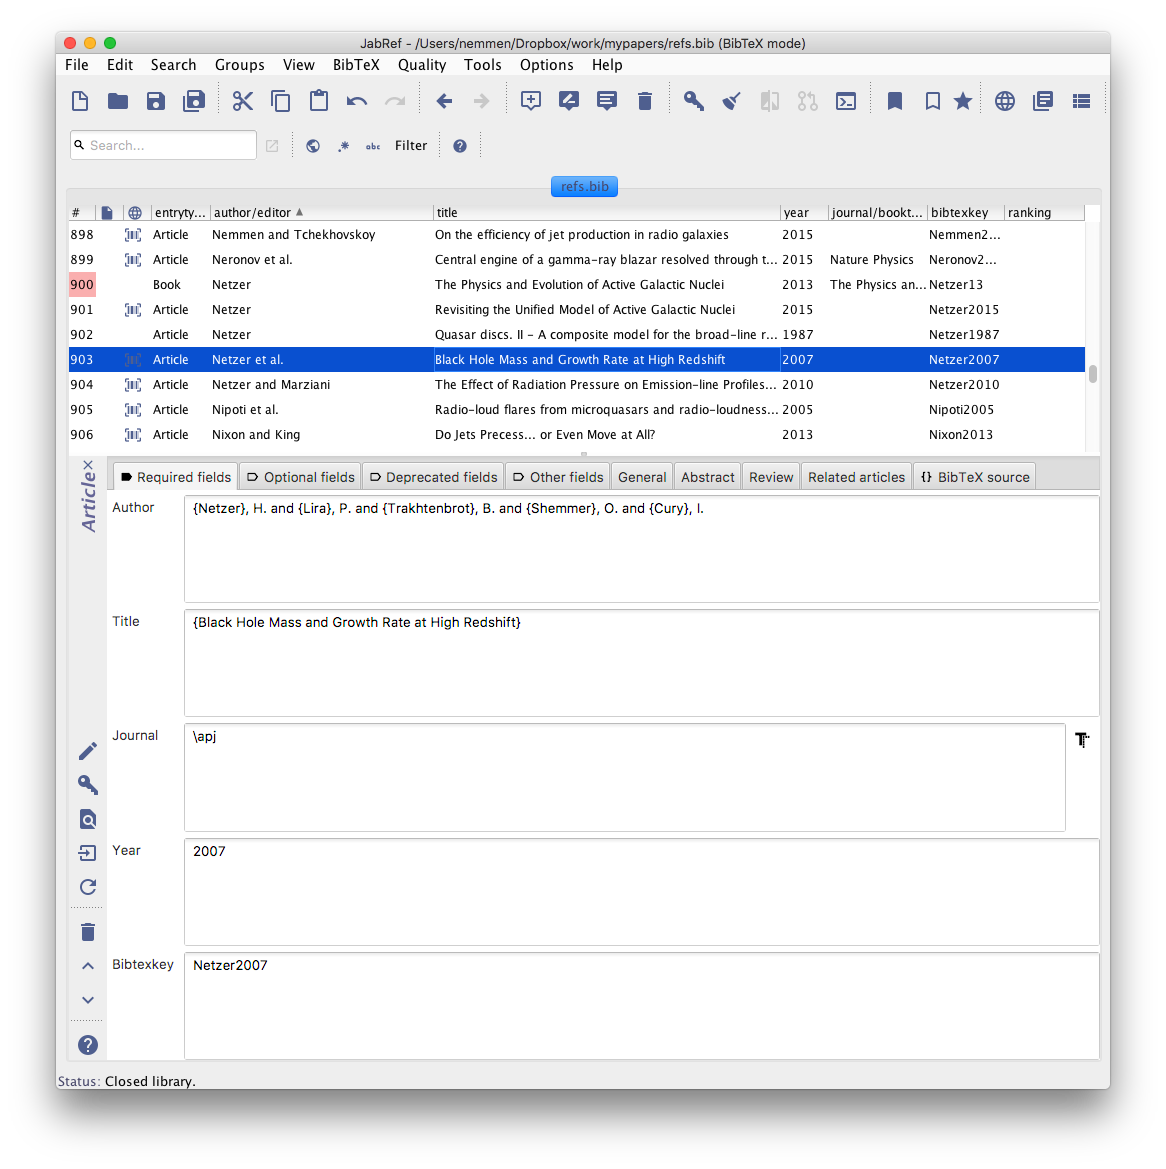 JabRef - /Users/nemmen/Dropbox/work/mypapers/refs.bib (BibTeX mode)
File Edit Search Groups View BibTeX Quality Tools Options Help
Search... .* abc Filter
refs.bib
# entryty... author/editor title year journal/bookt... bibtexkey ranking
898 Article Nemmen and Tchekhovskoy On the efficiency of jet production in radio galaxies 2015 Nemmen2...
899 Article Neronov et al. Central engine of a gamma-ray blazar resolved through t... 2015 Nature Physics Neronov2...
900 Book Netzer The Physics and Evolution of Active Galactic Nuclei 2013 The Physics an... Netzer13
901 Article Netzer Revisiting the Unified Model of Active Galactic Nuclei 2015 Netzer2015
902 Article Netzer Quasar discs. II - A composite model for the broad-line r... 1987 Netzer1987
903 Article Netzer et al. Black Hole Mass and Growth Rate at High Redshift 2007 Netzer2007
904 Article Netzer and Marziani The Effect of Radiation Pressure on Emission-line Profiles... 2010 Netzer2010
905 Article Nipoti et al. Radio-loud flares from microquasars and radio-loudness... 2005 Nipoti2005
906 Article Nixon and King Do Jets Precess... or Even Move at All? 2013 Nixon2013
Article
Required fields Optional fields Deprecated fields Other fields General Abstract Review Related articles {} BibTeX source
Author {Netzer}, H. and {Lira}, P. and {Trakhtenbrot}, B. and {Shemmer}, O. and {Cury}, I.
Title {Black Hole Mass and Growth Rate at High Redshift}
Journal \apj
Year 2007
Bibtexkey Netzer2007
Status: Closed library.